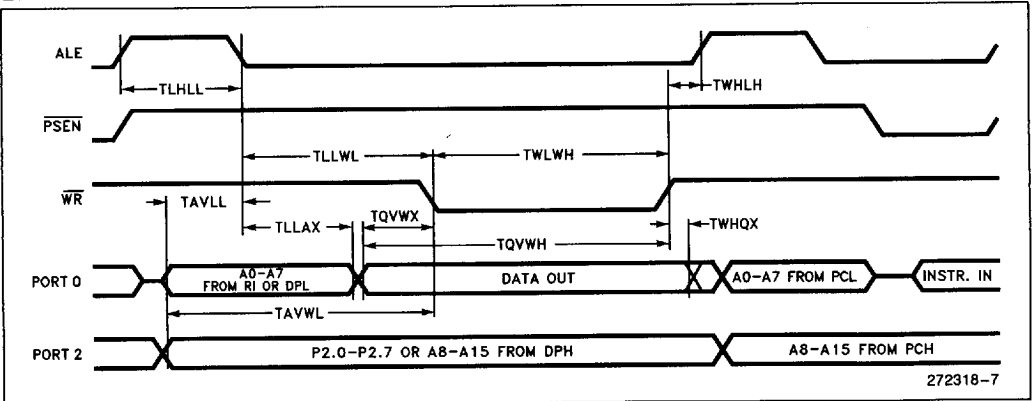 ALE
TLHLL
TWHLH
PSEN
TLLWL
TWLWH
WR
TAVLL
TLLAX
TQVWX
TWHQX
TQVWH
PORT 0
A0-A7
FROM RI OR DPL
DATA OUT
A0-A7 FROM PCL
INSTR. IN
TAVWL
PORT 2
P2.0-P2.7 OR A8-A15 FROM DPH
A8-A15 FROM PCH
272318-7